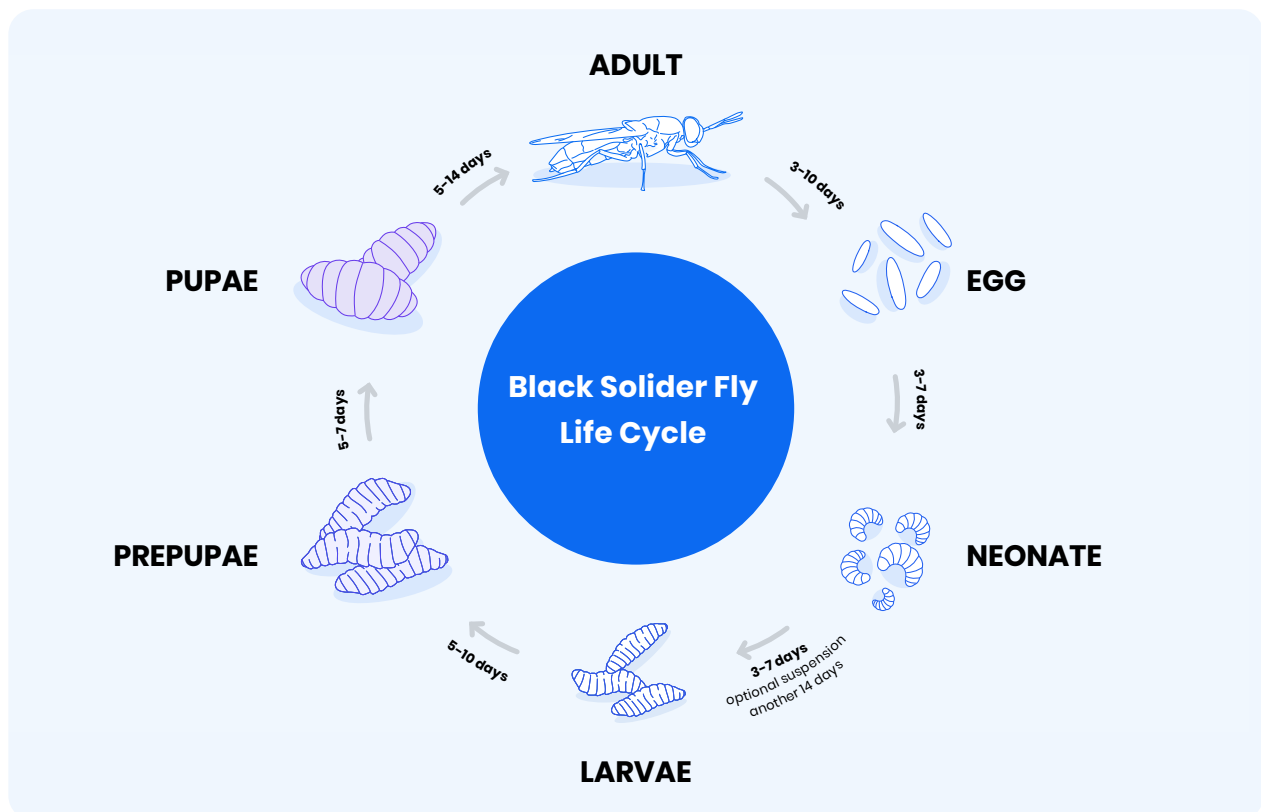 ADULT
3-10 days
EGG
3-7 days
NEONATE
3-7 days
optional suspension
another 14 days
LARVAE
5-10 days
PREPUPAE
5-7 days
PUPAE
5-14 days
Black Solider Fly
Life Cycle